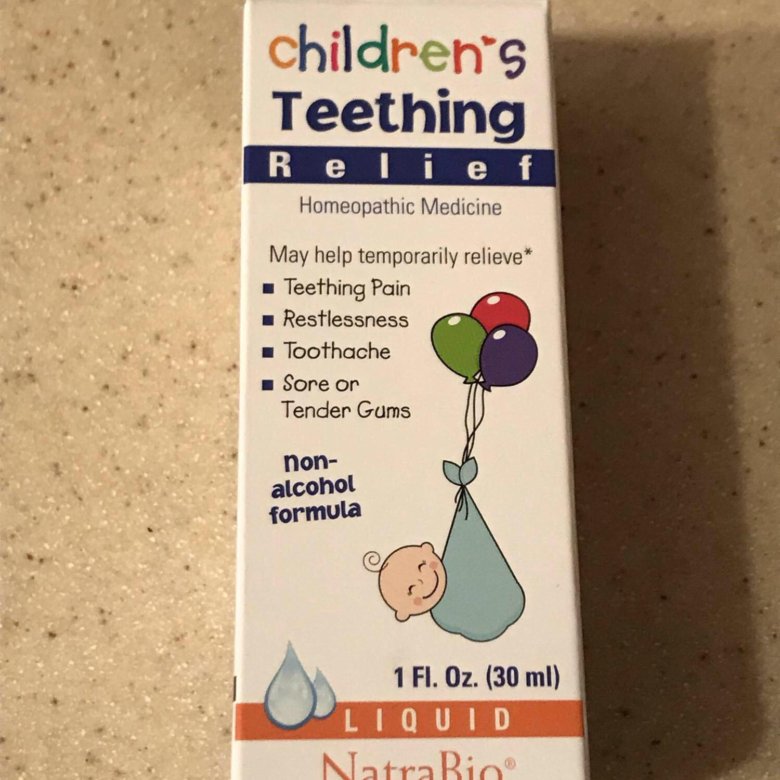 children's
Teething
Relief
Homeopathic Medicine
May help temporarily relieve*
Teething Pain
Restlessness
Toothache
Sore or
Tender Gums
non-
alcohol
formula
1 Fl. Oz. (30 ml)
LIQUID
NatraBio®